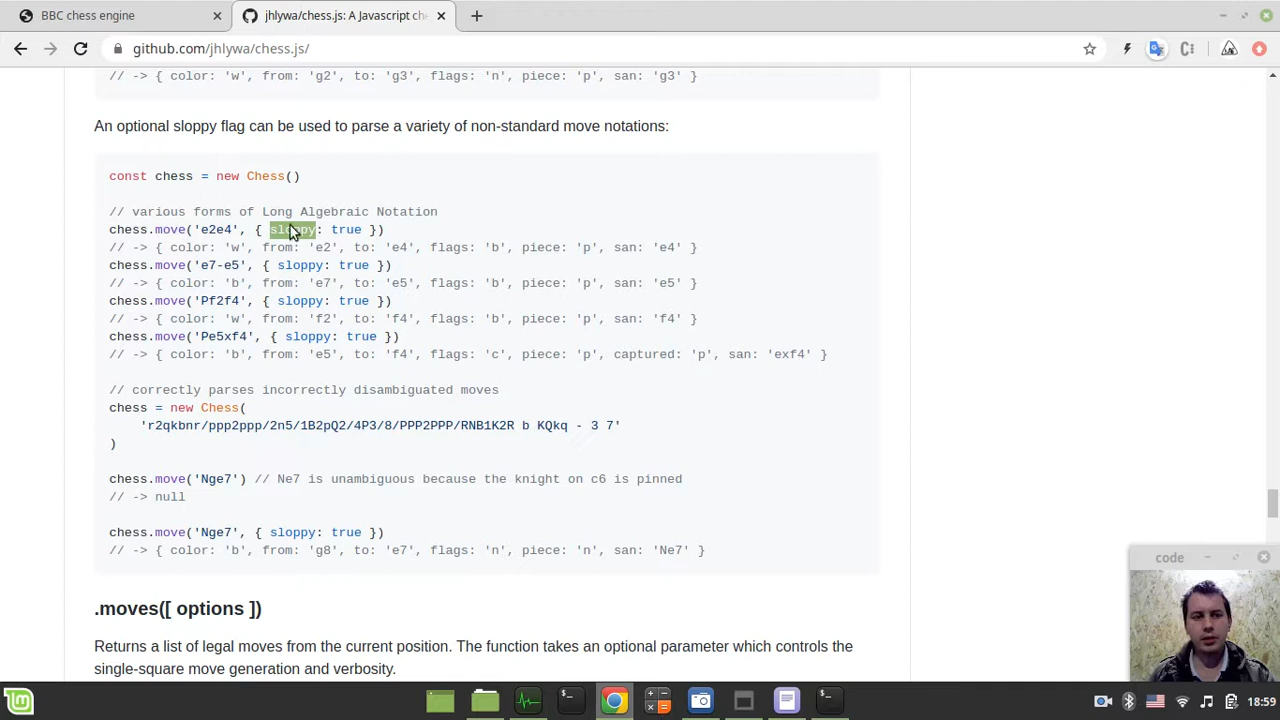 BBC chess engine
jhlywa/chess.js: A Javascript che
github.com/jhlywa/chess.js/
// -> { color: 'w', from: 'g2', to: 'g3', flags: 'n', piece: 'p', san: 'g3' }
An optional sloppy flag can be used to parse a variety of non-standard move notations:
const chess = new Chess()
// various forms of Long Algebraic Notation
chess.move('e2e4', { sloppy: true })
// -> { color: 'w', from: 'e2', to: 'e4', flags: 'b', piece: 'p', san: 'e4' }
chess.move('e7-e5', { sloppy: true })
// -> { color: 'b', from: 'e7', to: 'e5', flags: 'b', piece: 'p', san: 'e5' }
chess.move('Pf2f4', { sloppy: true })
// -> { color: 'w', from: 'f2', to: 'f4', flags: 'b', piece: 'p', san: 'f4' }
chess.move('Pe5xf4', { sloppy: true })
// -> { color: 'b', from: 'e5', to: 'f4', flags: 'c', piece: 'p', captured: 'p', san: 'exf4' }
// correctly parses incorrectly disambiguated moves
chess = new Chess(
'r2qkbnr/ppp2ppp/2n5/1B2pQ2/4P3/8/PPP2PPP/RNB1K2R b KQkq - 3 7'
)
chess.move('Nge7') // Ne7 is unambiguous because the knight on c6 is pinned
// -> null
chess.move('Nge7', { sloppy: true })
// -> { color: 'b', from: 'g8', to: 'e7', flags: 'n', piece: 'n', san: 'Ne7' }
.moves([ options ])
Returns a list of legal moves from the current position. The function takes an optional parameter which controls the
single-square move generation and verbosity.
code
18:59